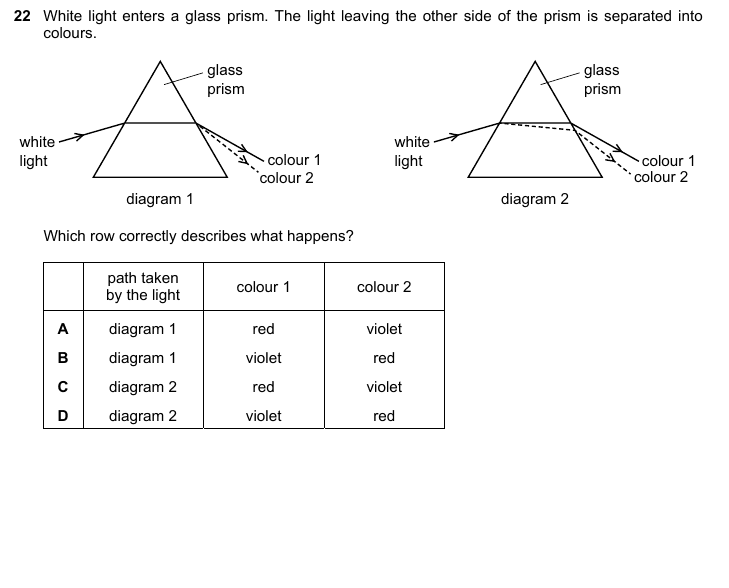 22 White light enters a glass prism. The light leaving the other side of the prism is separated into
colours.
glass
prism
white
light
colour 1
colour 2
diagram 1
glass
prism
white
light
colour 1
colour 2
diagram 2
Which row correctly describes what happens?
path taken
by the light
colour 1
colour 2
A diagram 1 red violet
B diagram 1 violet red
C diagram 2 red violet
D diagram 2 violet red